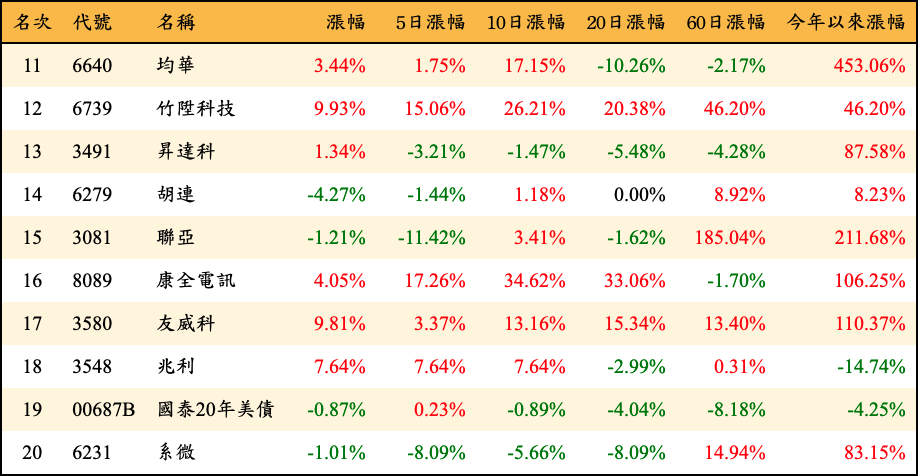 名次 代號 名稱 漲幅 5日漲幅 10日漲幅 20日漲幅 60日漲幅 今年以來漲幅
11 6640 均華 3.44% 1.75% 17.15% -10.26% -2.17% 453.06%
12 6739 竹陞科技 9.93% 15.06% 26.21% 20.38% 46.20% 46.20%
13 3491 昇達科 1.34% -3.21% -1.47% -5.48% -4.28% 87.58%
14 6279 胡連 -4.27% -1.44% 1.18% 0.00% 8.92% 8.23%
15 3081 聯亞 -1.21% -11.42% 3.41% -1.62% 185.04% 211.68%
16 8089 康全電訊 4.05% 17.26% 34.62% 33.06% -1.70% 106.25%
17 3580 友威科 9.81% 3.37% 13.16% 15.34% 13.40% 110.37%
18 3548 兆利 7.64% 7.64% 7.64% -2.99% 0.31% -14.74%
19 00687B 國泰20年美債 -0.87% 0.23% -0.89% -4.04% -8.18% -4.25%
20 6231 系微 -1.01% -8.09% -5.66% -8.09% 14.94% 83.15%